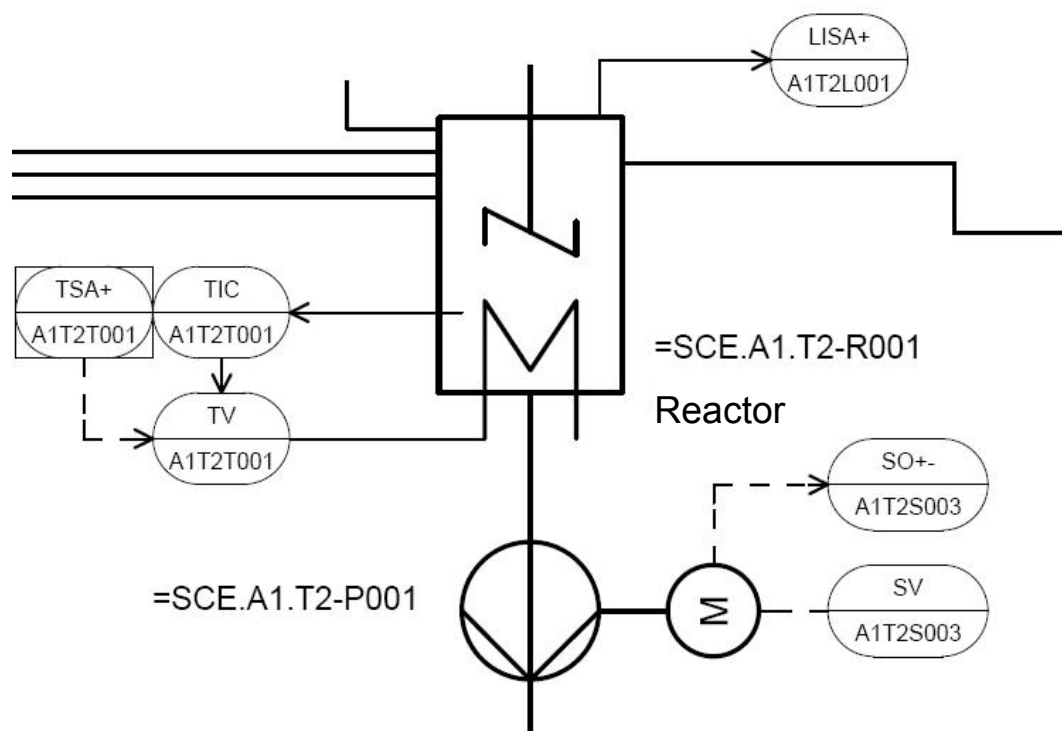 LISA+
A1T2L001
TSA+
A1T2T001
TIC
A1T2T001
TV
A1T2T001
=SCE.A1.T2-R001
Reactor
SO+-
A1T2S003
=SCE.A1.T2-P001
M
SV
A1T2S003